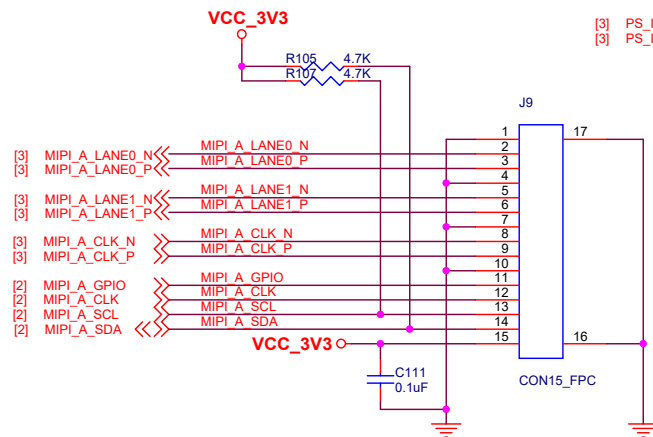 VCC_3V3
[3] PS_I
[3] PS_I
R105 4.7K
R107 4.7K
J9
1 17
[3] MIPI_A_LANE0_N MIPI_A_LANE0_N 2
[3] MIPI_A_LANE0_P MIPI_A_LANE0_P 3
4
[3] MIPI_A_LANE1_N MIPI_A_LANE1_N 5
[3] MIPI_A_LANE1_P MIPI_A_LANE1_P 6
7
[3] MIPI_A_CLK_N MIPI_A_CLK_N 8
[3] MIPI_A_CLK_P MIPI_A_CLK_P 9
10
[2] MIPI_A_GPIO MIPI_A_GPIO 11
[2] MIPI_A_CLK MIPI_A_CLK 12
[2] MIPI_A_SCL MIPI_A_SCL 13
[2] MIPI_A_SDA MIPI_A_SDA 14
VCC_3V3 15 16
C111
0.1uF
CON15_FPC